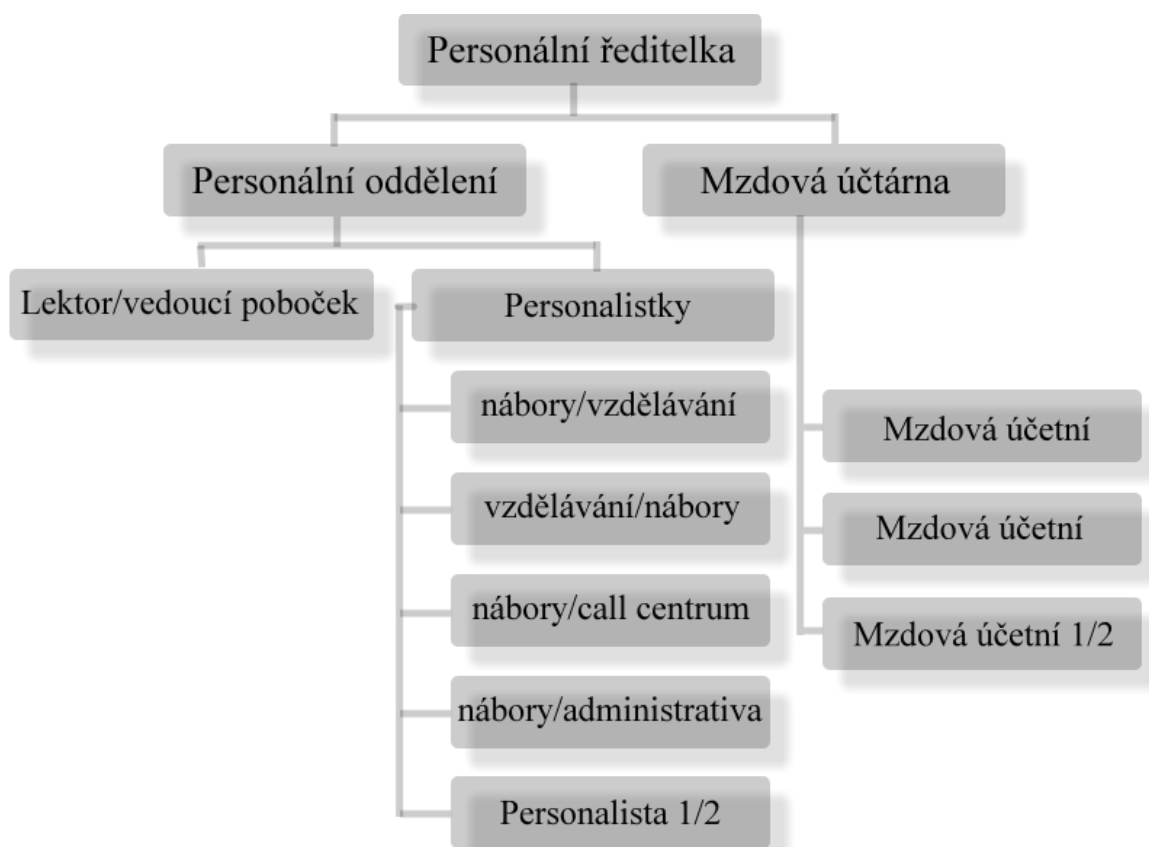 Personální ředitelka
Personální oddělení
Mzdová účtárna
Lektor/vedoucí poboček
Personalistky
nábory/vzdělávání
vzdělávání/nábory
nábory/call centrum
nábory/administrativa
Personalista 1/2
Mzdová účetní
Mzdová účetní
Mzdová účetní 1/2